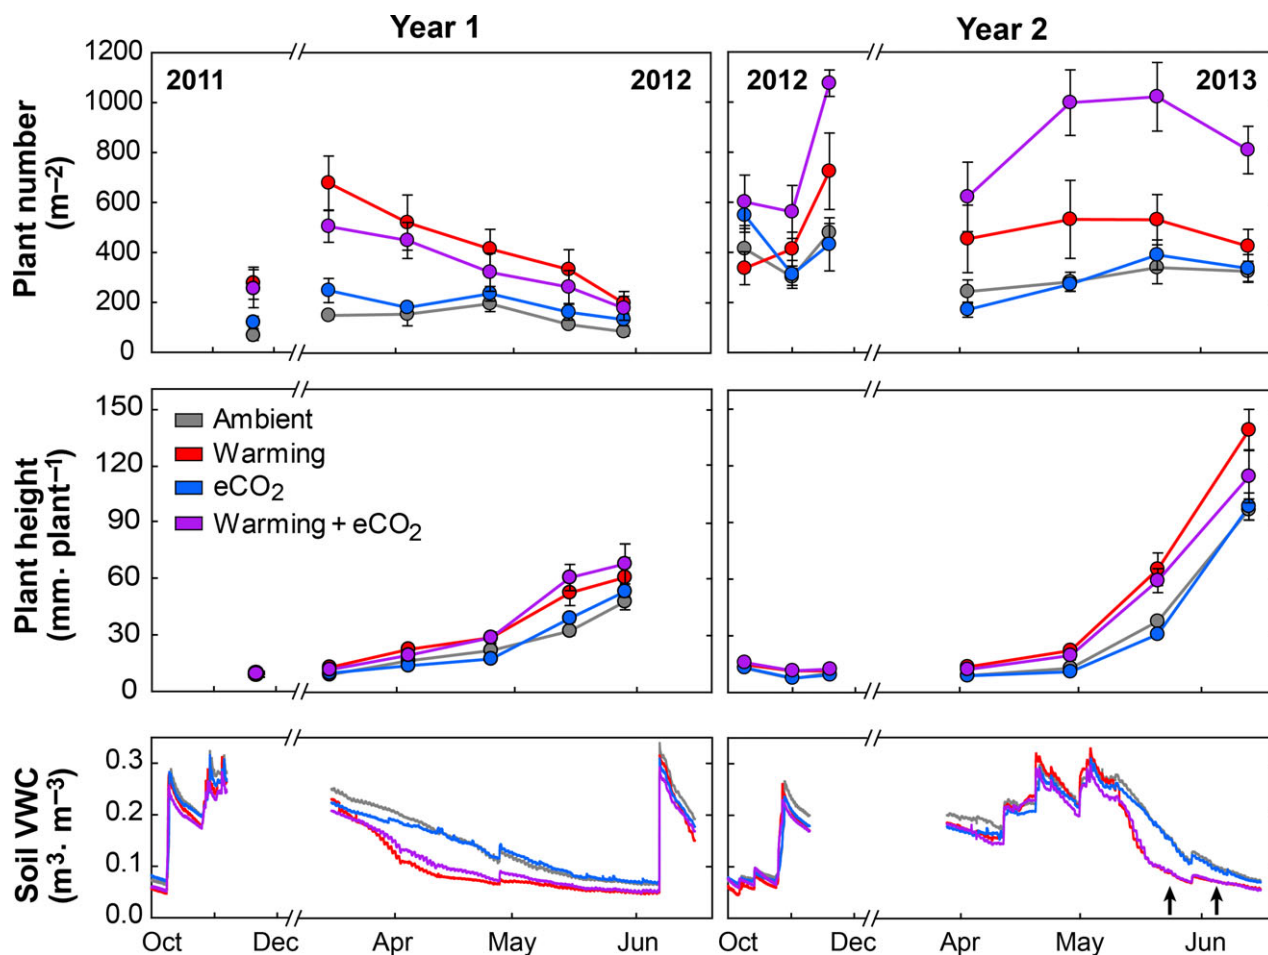 Year 1
Year 2
Plant number
(m⁻²)
1200
1000
800
600
400
200
0
2011
2012
2012
2013
Plant height
(mm· plant⁻¹)
150
120
90
60
30
0
Ambient
Warming
eCO₂
Warming + eCO₂
Soil VWC
(m³. m⁻³)
0.3
0.2
0.1
0.0
Oct
Dec
Apr
May
Jun
Oct
Dec
Apr
May
Jun